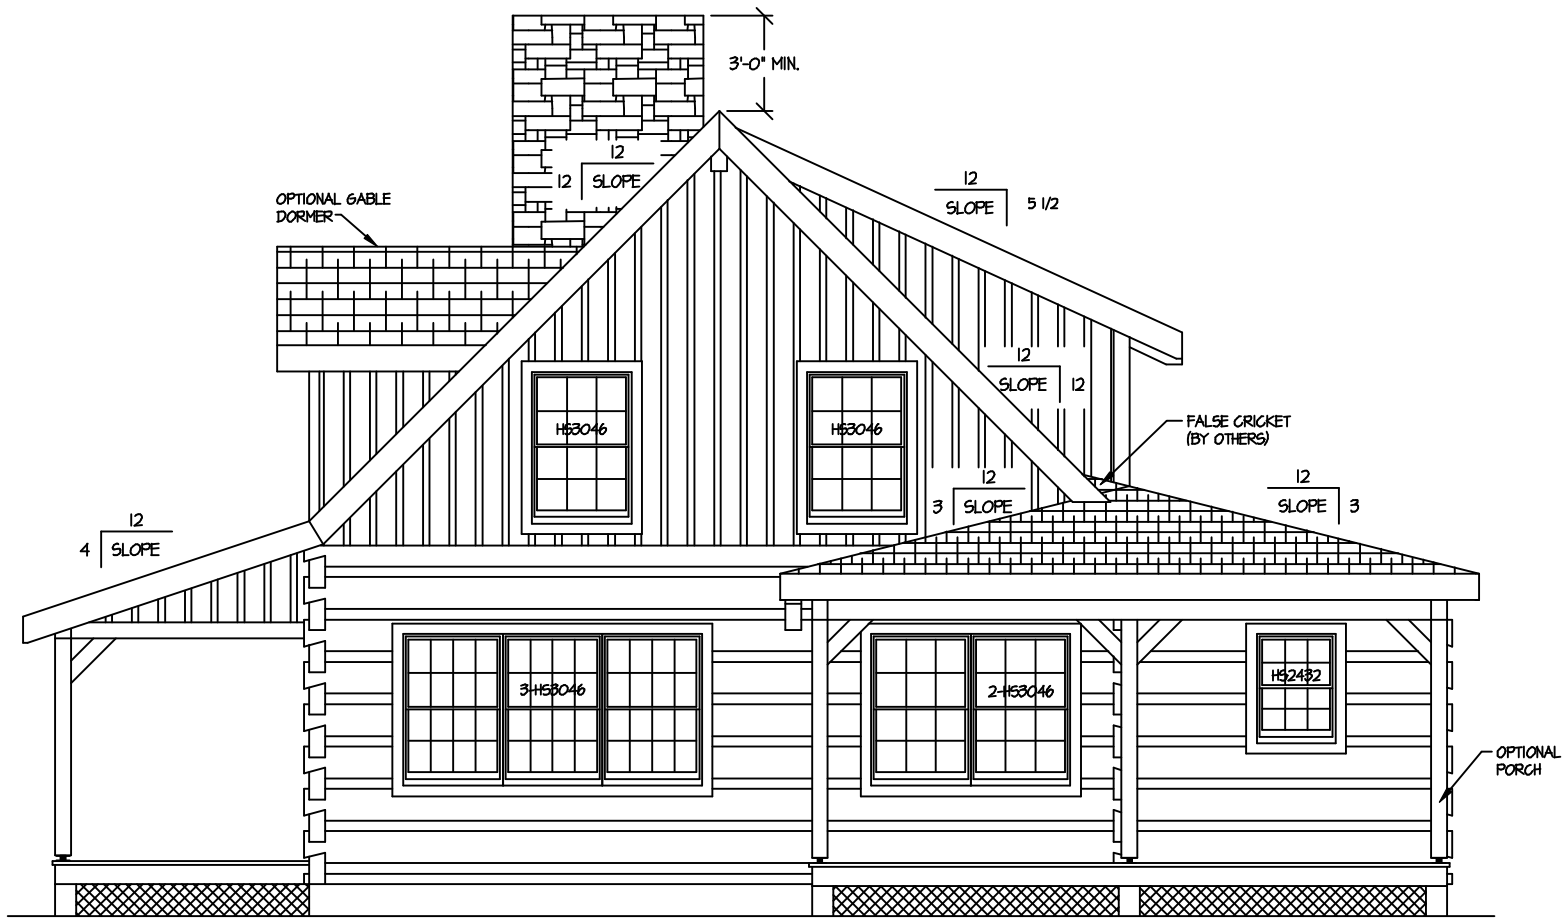 3'-0" MIN.
12
12 SLOPE
12
SLOPE 5 1/2
OPTIONAL GABLE
DORMER
12
SLOPE 12
FALSE CRICKET
(BY OTHERS)
HS3046
HS3046
12
3 SLOPE
12
SLOPE 3
12
4 SLOPE
3-HS3046
2-HS3046
HS2432
OPTIONAL
PORCH